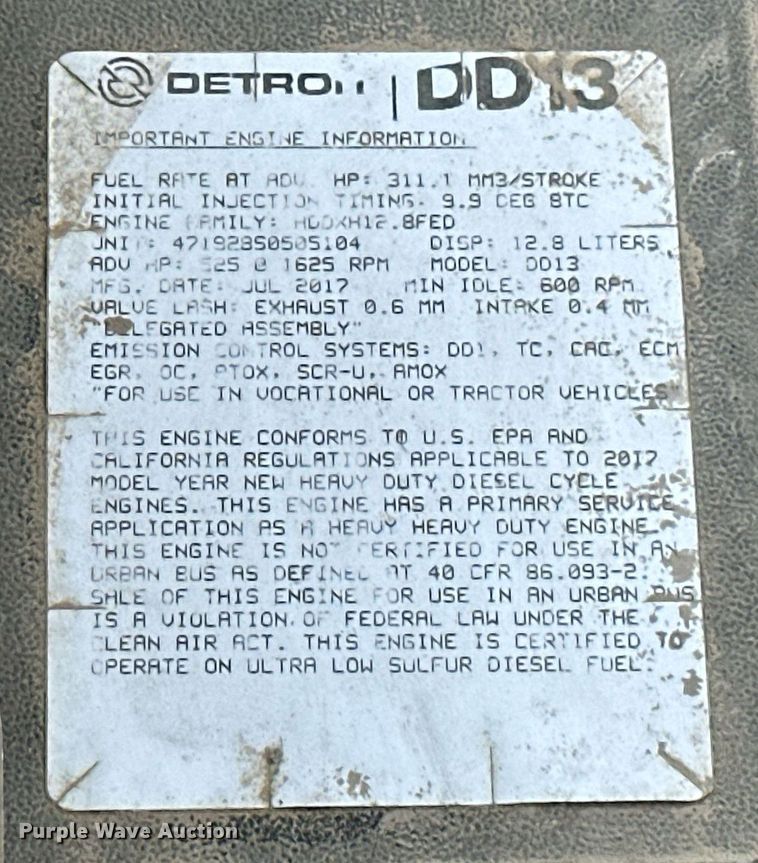 DETROIT | DD13
IMPORTANT ENGINE INFORMATION
FUEL RATE AT ADV. HP: 311.1 MM3/STROKE
INITIAL INJECTION TIMING: 9.9 DEG BTC
ENGINE FAMILY: HDDXH12.8FED
UNIT: 471928S0505104 DISP: 12.8 LITERS
ADV HP: 525 @ 1625 RPM MODEL: DD13
MFG. DATE: JUL 2017 MIN IDLE: 600 RPM
VALVE LASH: EXHAUST 0.6 MM INTAKE 0.4 MM
"DELEGATED ASSEMBLY"
EMISSION CONTROL SYSTEMS: DDI, TC, CAC, ECM
EGR, OC, PTOX, SCR-U, AMOX
"FOR USE IN VOCATIONAL OR TRACTOR VEHICLES"
THIS ENGINE CONFORMS TO U.S. EPA AND
CALIFORNIA REGULATIONS APPLICABLE TO 2017
MODEL YEAR NEW HEAVY DUTY DIESEL CYCLE
ENGINES. THIS ENGINE HAS A PRIMARY SERVICE
APPLICATION AS A HEAVY HEAVY DUTY ENGINE.
THIS ENGINE IS NOT CERTIFIED FOR USE IN AN
URBAN BUS AS DEFINED AT 40 CFR 86.093-2.
SALE OF THIS ENGINE FOR USE IN AN URBAN BUS
IS A VIOLATION OF FEDERAL LAW UNDER THE
CLEAN AIR ACT. THIS ENGINE IS CERTIFIED TO
OPERATE ON ULTRA LOW SULFUR DIESEL FUEL.
Purple Wave Auction